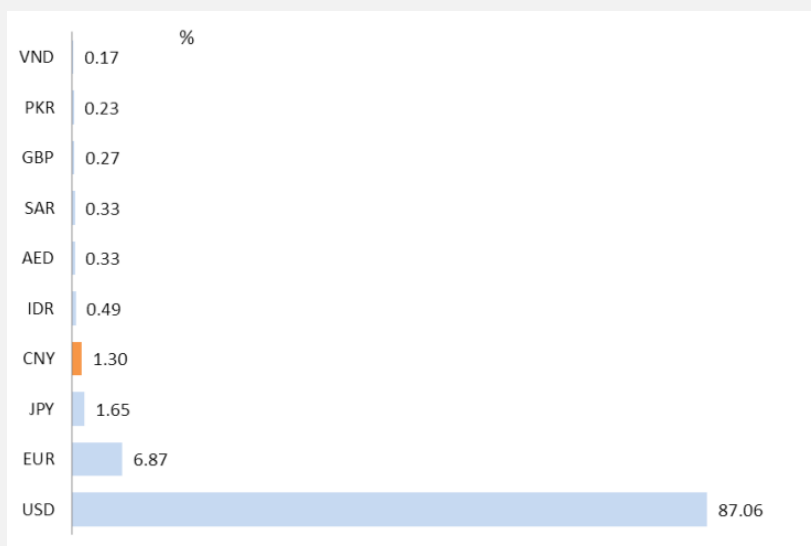 %
VND 0.17
PKR 0.23
GBP 0.27
SAR 0.33
AED 0.33
IDR 0.49
CNY 1.30
JPY 1.65
EUR 6.87
USD 87.06